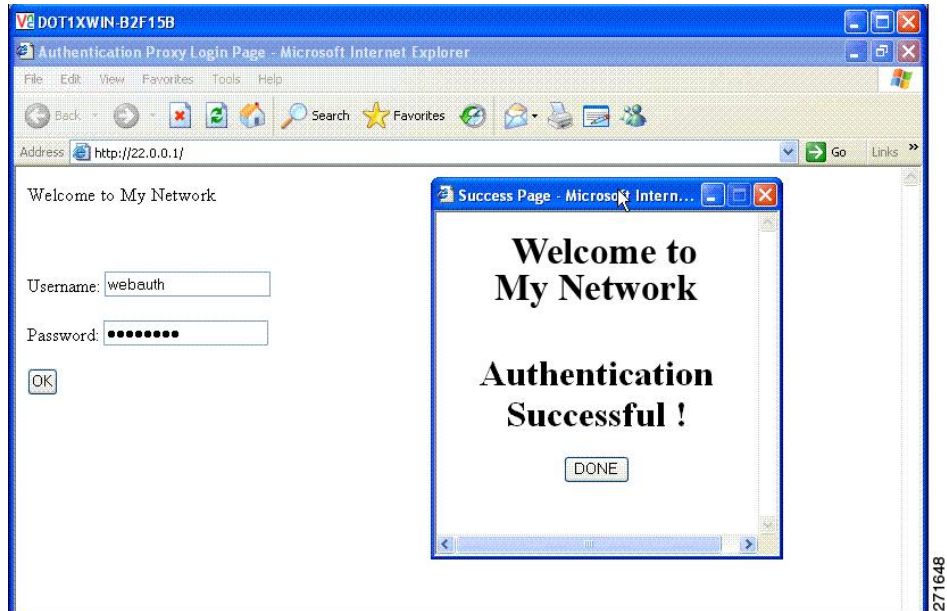 DOT1XWIN-B2F15B
Authentication Proxy Login Page - Microsoft Internet Explorer
File Edit View Favorites Tools Help
Back Search Favorites
Address http://22.0.0.1/ Go Links »
Welcome to My Network
Username: webauth
Password: ●●●●●●●●
OK
Success Page - Microsoft Intern...
Welcome to
My Network
Authentication
Successful !
DONE
271648